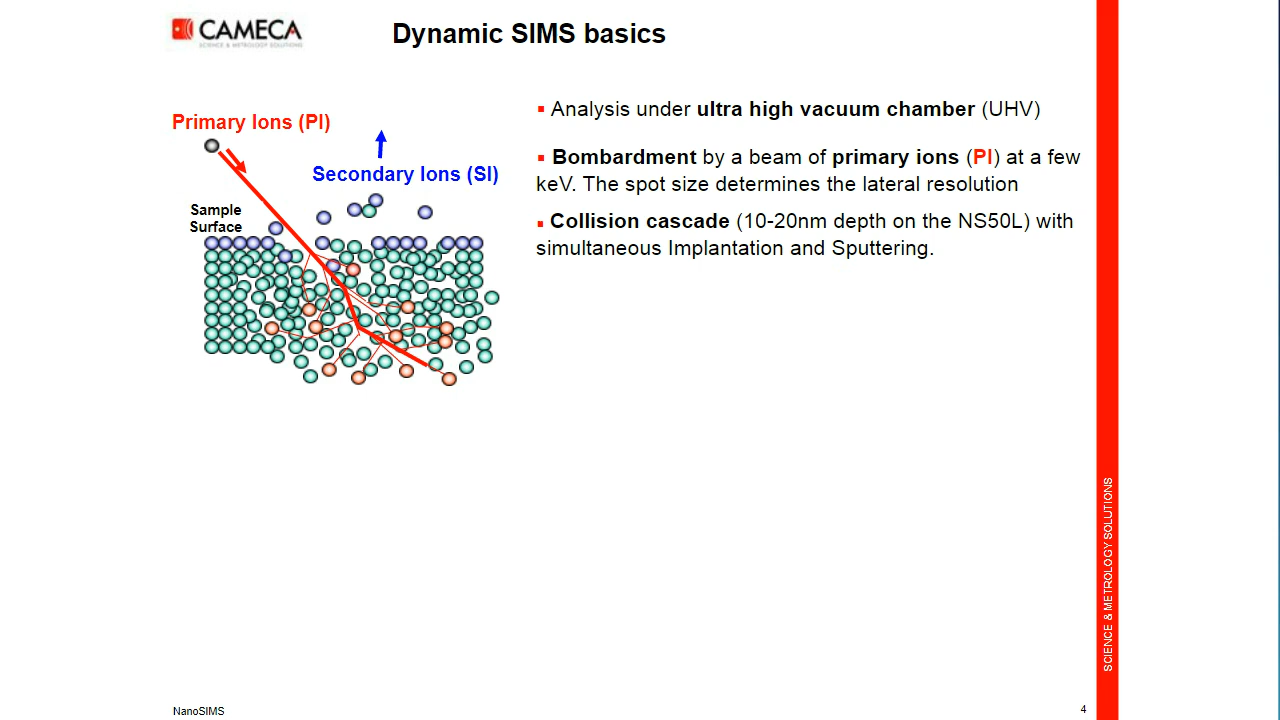 CAMECA
SCIENCE & METROLOGY SOLUTIONS
Dynamic SIMS basics
Primary Ions (PI)
Secondary Ions (SI)
Sample
Surface
▪ Analysis under ultra high vacuum chamber (UHV)
▪ Bombardment by a beam of primary ions (PI) at a few
keV. The spot size determines the lateral resolution
▪ Collision cascade (10-20nm depth on the NS50L) with
simultaneous Implantation and Sputtering.
SCIENCE & METROLOGY SOLUTIONS
NanoSIMS
4